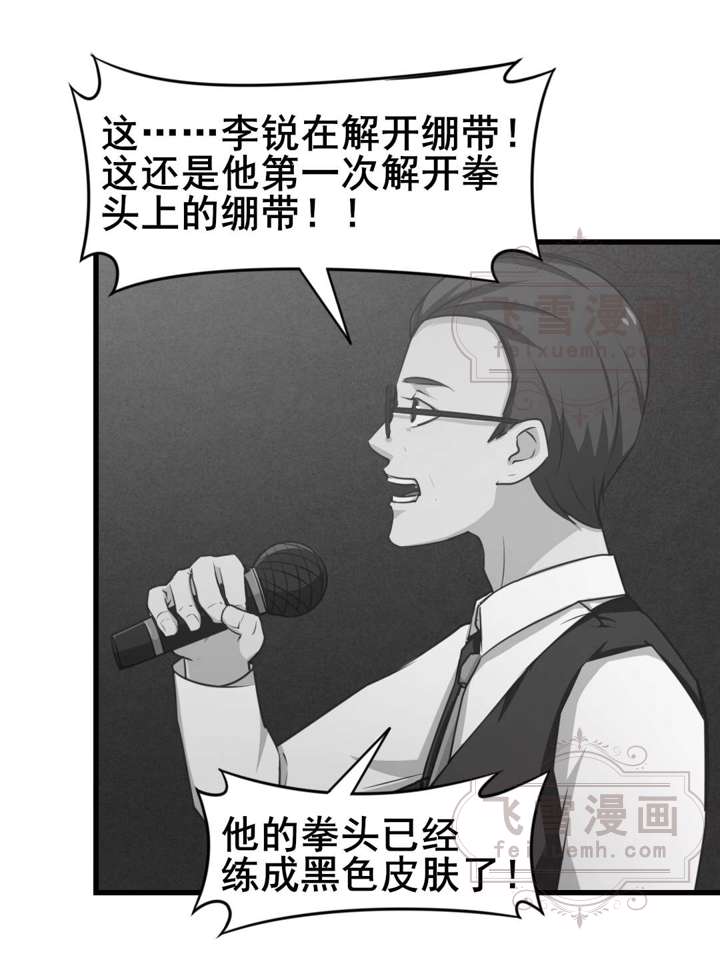 这……李锐在解开绷带！
这还是他第一次解开拳
头上的绷带！！
飞雪漫画
feixuemh.com
他的拳头已经
练成黑色皮肤了！
飞雪漫画
feixuemh.com